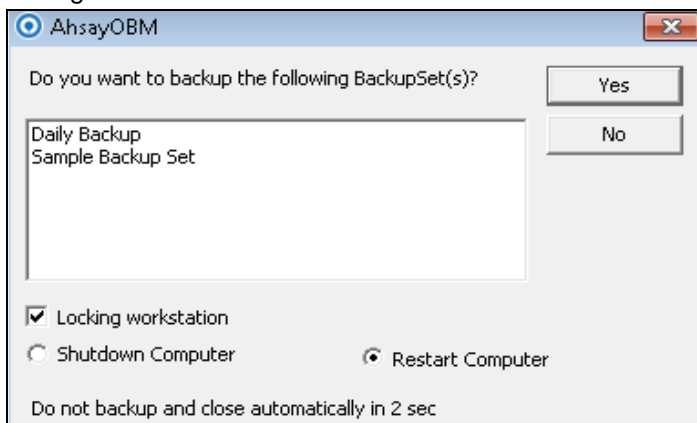 AhsayOBM
Do you want to backup the following BackupSet(s)?
Yes
No
Daily Backup
Sample Backup Set
Locking workstation
Shutdown Computer
Restart Computer
Do not backup and close automatically in 2 sec